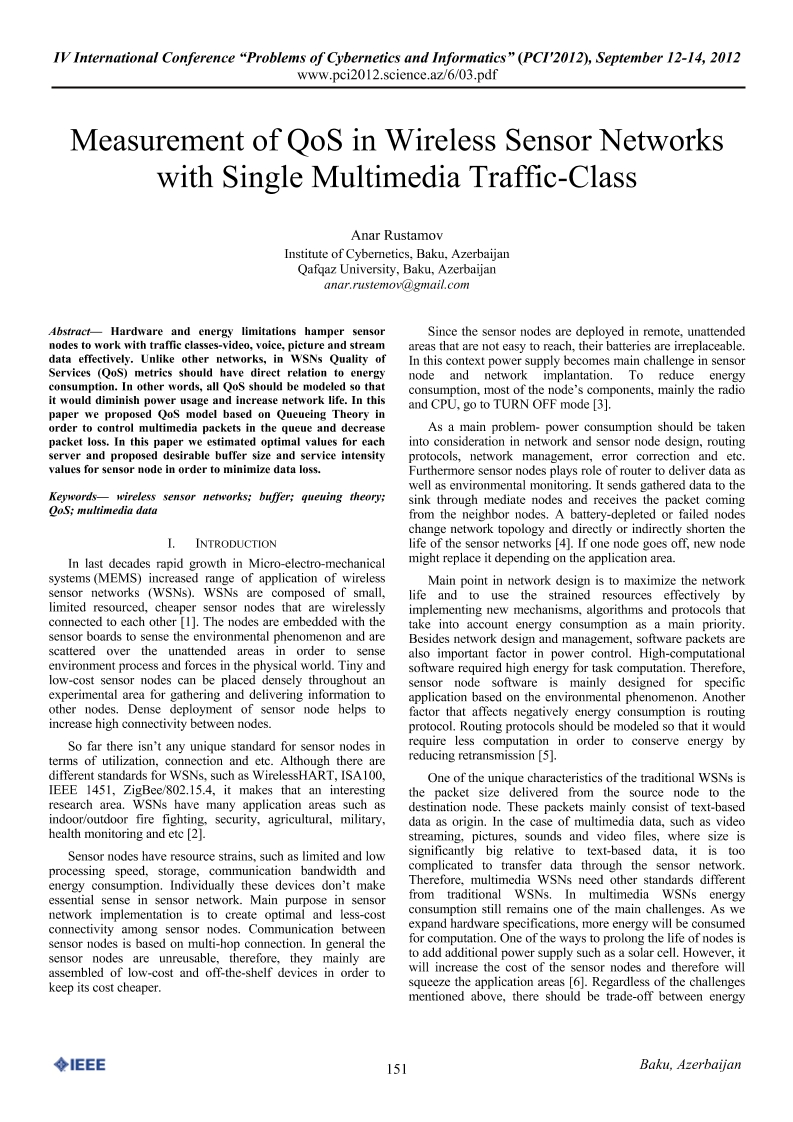 IV International Conference “Problems of Cybernetics and Informatics” (PCI'2012), September 12-14, 2012
www.pci2012.science.az/6/03.pdf
Measurement of QoS in Wireless Sensor Networks
with Single Multimedia Traffic-Class
Anar Rustamov
Institute of Cybernetics, Baku, Azerbaijan
Qafqaz University, Baku, Azerbaijan
anar.rustemov@gmail.com
Abstract— Hardware and energy limitations hamper sensor
nodes to work with traffic classes-video, voice, picture and stream
data effectively. Unlike other networks, in WSNs Quality of
Services (QoS) metrics should have direct relation to energy
consumption. In other words, all QoS should be modeled so that
it would diminish power usage and increase network life. In this
paper we proposed QoS model based on Queueing Theory in
order to control multimedia packets in the queue and decrease
packet loss. In this paper we estimated optimal values for each
server and proposed desirable buffer size and service intensity
values for sensor node in order to minimize data loss.
Keywords— wireless sensor networks; buffer; queuing theory;
QoS; multimedia data
I. INTRODUCTION
In last decades rapid growth in Micro-electro-mechanical
systems (MEMS) increased range of application of wireless
sensor networks (WSNs). WSNs are composed of small,
limited resourced, cheaper sensor nodes that are wirelessly
connected to each other [1]. The nodes are embedded with the
sensor boards to sense the environmental phenomenon and are
scattered over the unattended areas in order to sense
environment process and forces in the physical world. Tiny and
low-cost sensor nodes can be placed densely throughout an
experimental area for gathering and delivering information to
other nodes. Dense deployment of sensor node helps to
increase high connectivity between nodes.
So far there isn’t any unique standard for sensor nodes in
terms of utilization, connection and etc. Although there are
different standards for WSNs, such as WirelessHART, ISA100,
IEEE 1451, ZigBee/802.15.4, it makes that an interesting
research area. WSNs have many application areas such as
indoor/outdoor fire fighting, security, agricultural, military,
health monitoring and etc [2].
Sensor nodes have resource strains, such as limited and low
processing speed, storage, communication bandwidth and
energy consumption. Individually these devices don’t make
essential sense in sensor network. Main purpose in sensor
network implementation is to create optimal and less-cost
connectivity among sensor nodes. Communication between
sensor nodes is based on multi-hop connection. In general the
sensor nodes are unreusable, therefore, they mainly are
assembled of low-cost and off-the-shelf devices in order to
keep its cost cheaper.
Since the sensor nodes are deployed in remote, unattended
areas that are not easy to reach, their batteries are irreplaceable.
In this context power supply becomes main challenge in sensor
node and network implantation. To reduce energy
consumption, most of the node’s components, mainly the radio
and CPU, go to TURN OFF mode [3].
As a main problem- power consumption should be taken
into consideration in network and sensor node design, routing
protocols, network management, error correction and etc.
Furthermore sensor nodes plays role of router to deliver data as
well as environmental monitoring. It sends gathered data to the
sink through mediate nodes and receives the packet coming
from the neighbor nodes. A battery-depleted or failed nodes
change network topology and directly or indirectly shorten the
life of the sensor networks [4]. If one node goes off, new node
might replace it depending on the application area.
Main point in network design is to maximize the network
life and to use the strained resources effectively by
implementing new mechanisms, algorithms and protocols that
take into account energy consumption as a main priority.
Besides network design and management, software packets are
also important factor in power control. High-computational
software required high energy for task computation. Therefore,
sensor node software is mainly designed for specific
application based on the environmental phenomenon. Another
factor that affects negatively energy consumption is routing
protocol. Routing protocols should be modeled so that it would
require less computation in order to conserve energy by
reducing retransmission [5].
One of the unique characteristics of the traditional WSNs is
the packet size delivered from the source node to the
destination node. These packets mainly consist of text-based
data as origin. In the case of multimedia data, such as video
streaming, pictures, sounds and video files, where size is
significantly big relative to text-based data, it is too
complicated to transfer data through the sensor network.
Therefore, multimedia WSNs need other standards different
from traditional WSNs. In multimedia WSNs energy
consumption still remains one of the main challenges. As we
expand hardware specifications, more energy will be consumed
for computation. One of the ways to prolong the life of nodes is
to add additional power supply such as a solar cell. However, it
will increase the cost of the sensor nodes and therefore will
squeeze the application areas [6]. Regardless of the challenges
mentioned above, there should be trade-off between energy
IEEE
151
Baku, Azerbaijan